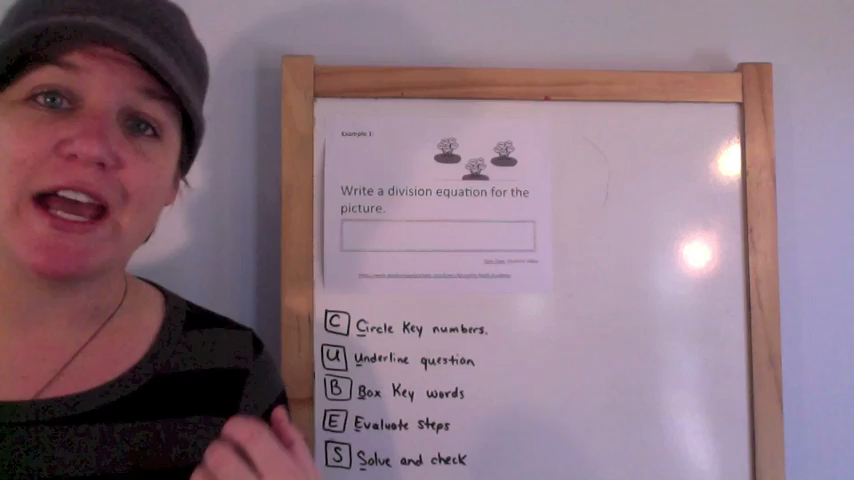 Example 1:
Write a division equation for the
picture.
C Circle Key numbers.
U Underline question
B Box Key words
E Evaluate steps
S Solve and check